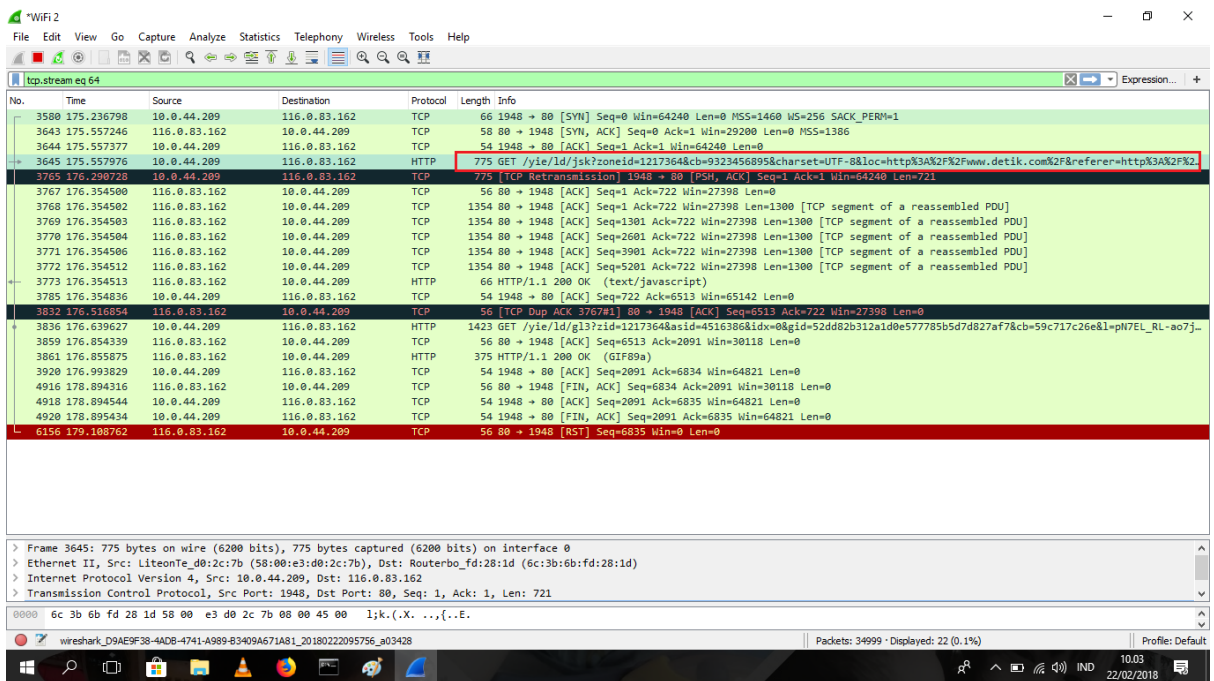 *WiFi 2
File Edit View Go Capture Analyze Statistics Telephony Wireless Tools Help
tcp.stream eq 64
Expression... +
No. Time Source Destination Protocol Length Info
3580 175.236798 10.0.44.209 116.0.83.162 TCP 66 1948 → 80 [SYN] Seq=0 Win=64240 Len=0 MSS=1460 WS=256 SACK_PERM=1
3643 175.557246 116.0.83.162 10.0.44.209 TCP 58 80 → 1948 [SYN, ACK] Seq=0 Ack=1 Win=29200 Len=0 MSS=1386
3644 175.557377 10.0.44.209 116.0.83.162 TCP 54 1948 → 80 [ACK] Seq=1 Ack=1 Win=64240 Len=0
3645 175.557976 10.0.44.209 116.0.83.162 HTTP 775 GET /yie/ld/jsk?zoneid=1217364&cb=9323456895&charset=UTF-8&loc=http%3A%2F%2Fwww.detik.com%2F&referer=http%3A%2F%2…
3765 176.290728 10.0.44.209 116.0.83.162 TCP 775 [TCP Retransmission] 1948 → 80 [PSH, ACK] Seq=1 Ack=1 Win=64240 Len=721
3767 176.354500 116.0.83.162 10.0.44.209 TCP 56 80 → 1948 [ACK] Seq=1 Ack=722 Win=27398 Len=0
3768 176.354502 116.0.83.162 10.0.44.209 TCP 1354 80 → 1948 [ACK] Seq=1 Ack=722 Win=27398 Len=1300 [TCP segment of a reassembled PDU]
3769 176.354503 116.0.83.162 10.0.44.209 TCP 1354 80 → 1948 [ACK] Seq=1301 Ack=722 Win=27398 Len=1300 [TCP segment of a reassembled PDU]
3770 176.354504 116.0.83.162 10.0.44.209 TCP 1354 80 → 1948 [ACK] Seq=2601 Ack=722 Win=27398 Len=1300 [TCP segment of a reassembled PDU]
3771 176.354506 116.0.83.162 10.0.44.209 TCP 1354 80 → 1948 [ACK] Seq=3901 Ack=722 Win=27398 Len=1300 [TCP segment of a reassembled PDU]
3772 176.354512 116.0.83.162 10.0.44.209 TCP 1354 80 → 1948 [ACK] Seq=5201 Ack=722 Win=27398 Len=1300 [TCP segment of a reassembled PDU]
3773 176.354513 116.0.83.162 10.0.44.209 HTTP 66 HTTP/1.1 200 OK (text/javascript)
3785 176.354836 10.0.44.209 116.0.83.162 TCP 54 1948 → 80 [ACK] Seq=722 Ack=6513 Win=65142 Len=0
3832 176.516854 116.0.83.162 10.0.44.209 TCP 56 [TCP Dup ACK 3767#1] 80 → 1948 [ACK] Seq=6513 Ack=722 Win=27398 Len=0
3836 176.639627 10.0.44.209 116.0.83.162 HTTP 1423 GET /yie/ld/gl3?zid=1217364&asid=4516386&idx=0&gid=52dd82b312a1d0e577785b5d7d827af7&cb=59c717c26e&l=pN7EL_RL-ao7j…
3859 176.854339 116.0.83.162 10.0.44.209 TCP 56 80 → 1948 [ACK] Seq=6513 Ack=2091 Win=30118 Len=0
3861 176.855875 116.0.83.162 10.0.44.209 HTTP 375 HTTP/1.1 200 OK (GIF89a)
3920 176.993829 10.0.44.209 116.0.83.162 TCP 54 1948 → 80 [ACK] Seq=2091 Ack=6834 Win=64821 Len=0
4916 178.894316 116.0.83.162 10.0.44.209 TCP 56 80 → 1948 [FIN, ACK] Seq=6834 Ack=2091 Win=30118 Len=0
4918 178.894544 10.0.44.209 116.0.83.162 TCP 54 1948 → 80 [ACK] Seq=2091 Ack=6835 Win=64821 Len=0
4920 178.895434 10.0.44.209 116.0.83.162 TCP 54 1948 → 80 [FIN, ACK] Seq=2091 Ack=6835 Win=64821 Len=0
6156 179.108762 116.0.83.162 10.0.44.209 TCP 56 80 → 1948 [RST] Seq=6835 Win=0 Len=0
> Frame 3645: 775 bytes on wire (6200 bits), 775 bytes captured (6200 bits) on interface 0
> Ethernet II, Src: LiteonTe_d0:2c:7b (58:00:e3:d0:2c:7b), Dst: Routerbo_fd:28:1d (6c:3b:6b:fd:28:1d)
> Internet Protocol Version 4, Src: 10.0.44.209, Dst: 116.0.83.162
> Transmission Control Protocol, Src Port: 1948, Dst Port: 80, Seq: 1, Ack: 1, Len: 721
0000 6c 3b 6b fd 28 1d 58 00 e3 d0 2c 7b 08 00 45 00 l;k.(.X. ..,{..E.
wireshark_D9AE9F38-4ADB-4741-A989-B3409A671A81_20180222095756_a03428
Packets: 34999 · Displayed: 22 (0.1%)
Profile: Default
IND
10.03
22/02/2018